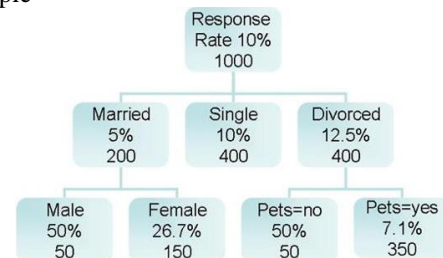 Response
Rate 10%
1000
Married
5%
200
Single
10%
400
Divorced
12.5%
400
Male
50%
50
Female
26.7%
150
Pets=no
50%
50
Pets=yes
7.1%
350